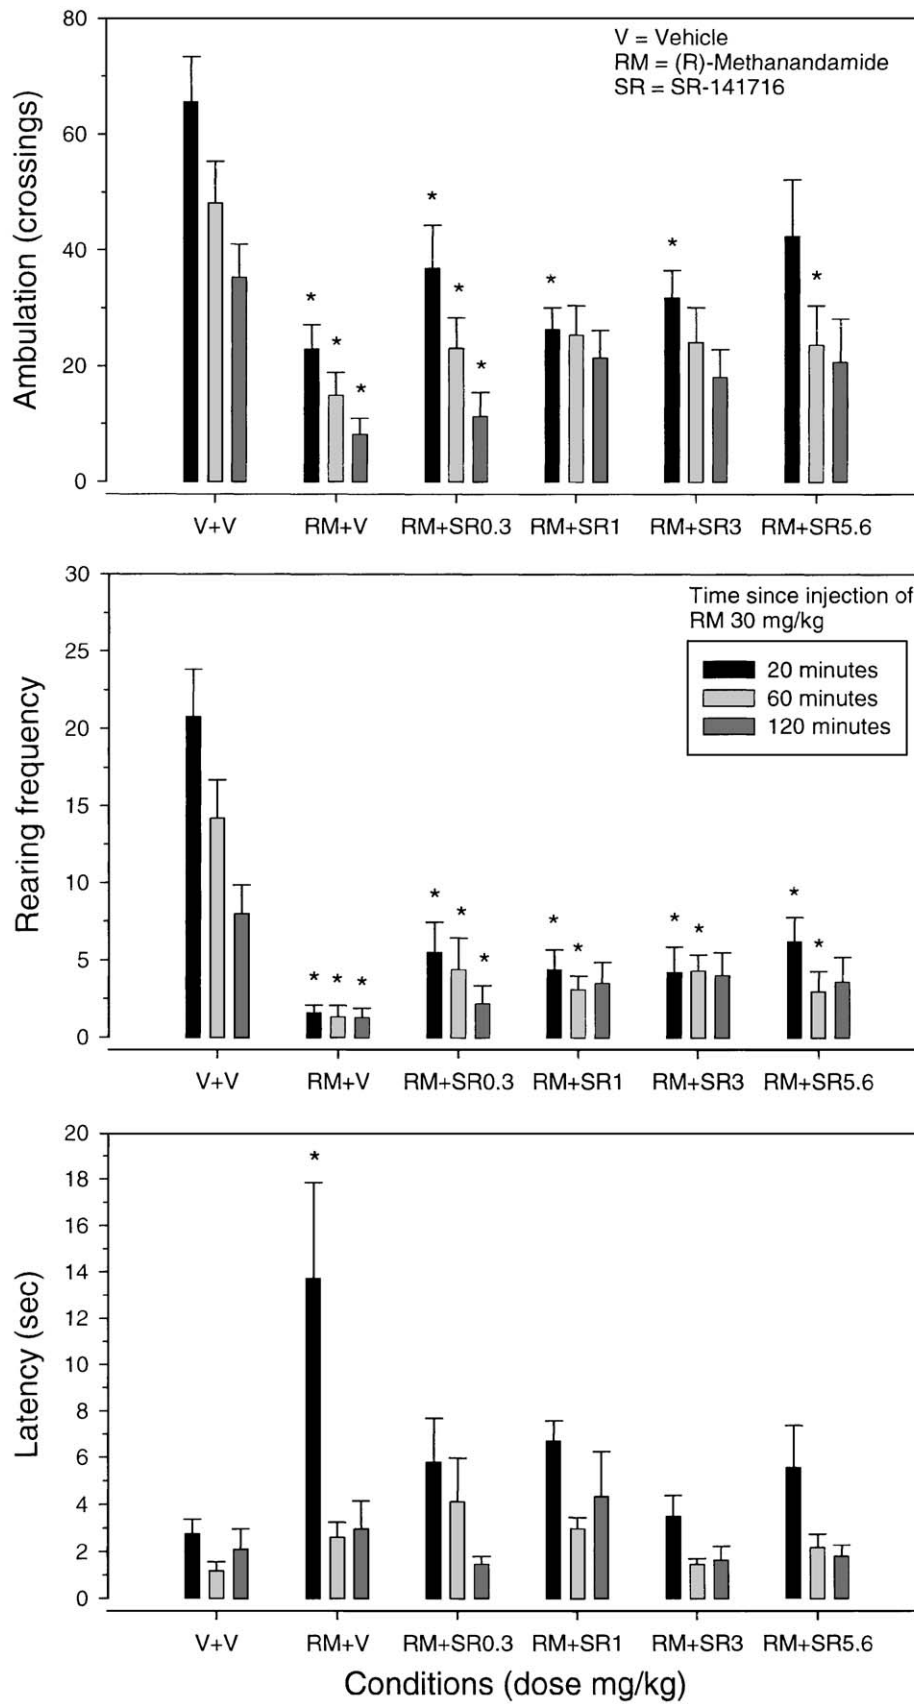 V = Vehicle
RM = (R)-Methanandamide
SR = SR-141716
Ambulation (crossings)
80
60
40
20
0
* * * * * * * * * *
V+V RM+V RM+SR0.3 RM+SR1 RM+SR3 RM+SR5.6
Time since injection of
RM 30 mg/kg
20 minutes
60 minutes
120 minutes
Rearing frequency
30
25
20
15
10
5
0
* * * * * * * * * * * *
V+V RM+V RM+SR0.3 RM+SR1 RM+SR3 RM+SR5.6
Latency (sec)
20
18
16
14
12
10
8
6
4
2
0
*
V+V RM+V RM+SR0.3 RM+SR1 RM+SR3 RM+SR5.6
Conditions (dose mg/kg)